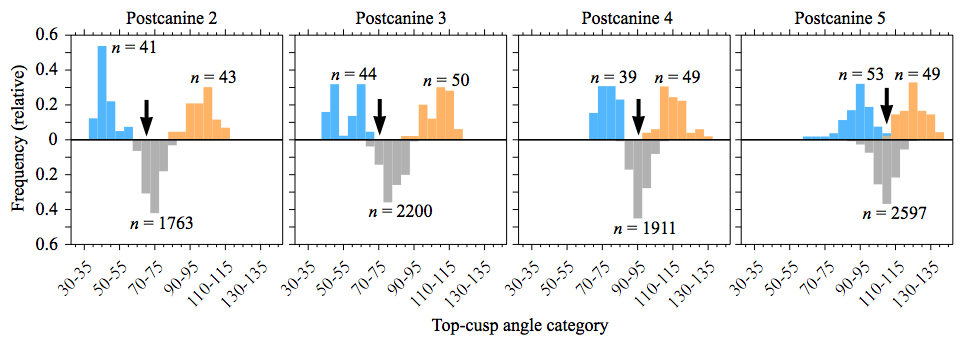 Postcanine 2
Postcanine 3
Postcanine 4
Postcanine 5
Frequency (relative)
0.6
0.4
0.2
0
0.2
0.4
0.6
n = 41
n = 43
n = 1763
n = 44
n = 50
n = 2200
n = 39
n = 49
n = 1911
n = 53
n = 49
n = 2597
30-35 50-55 70-75 90-95 110-115 130-135
30-35 50-55 70-75 90-95 110-115 130-135
30-35 50-55 70-75 90-95 110-115 130-135
30-35 50-55 70-75 90-95 110-115 130-135
Top-cusp angle category